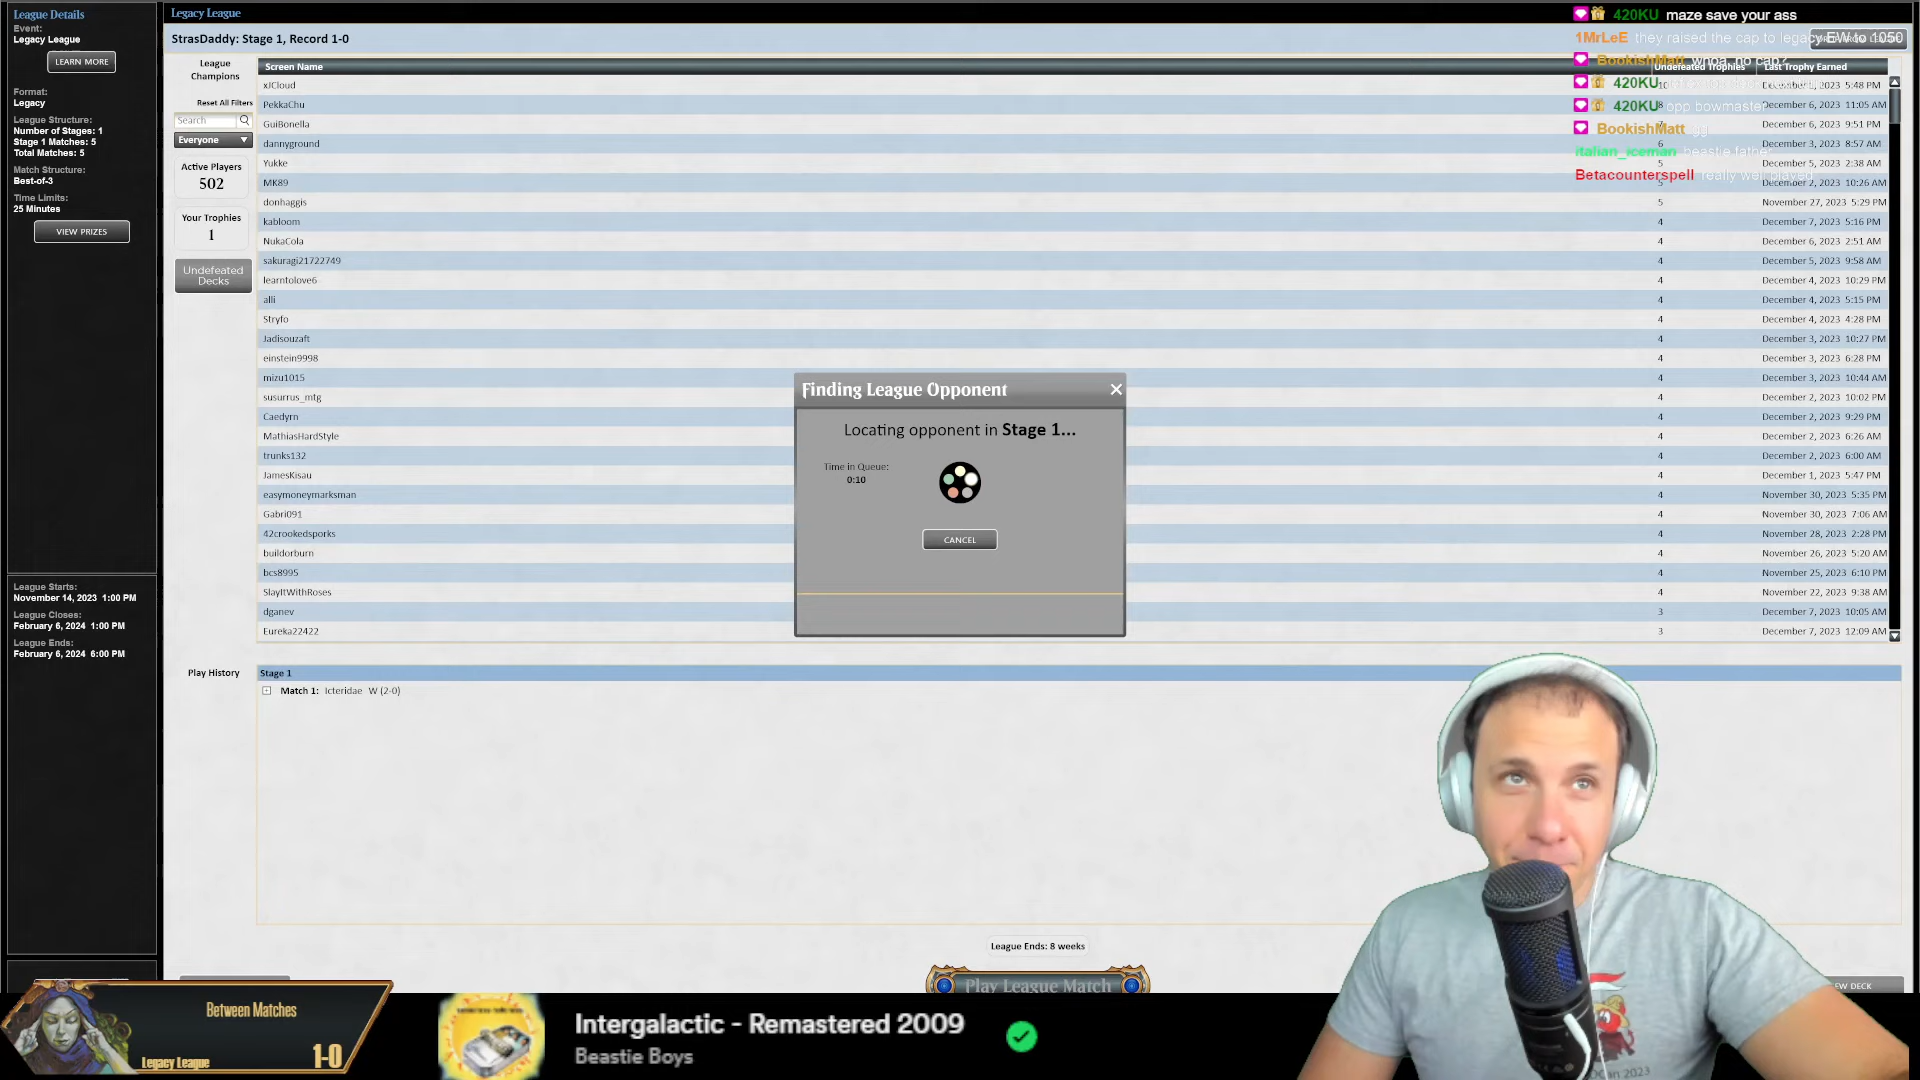 League Details
Event:
Legacy League
LEARN MORE
Format:
Legacy
League Structure:
Number of Stages: 1
Stage 1 Matches: 5
Total Matches: 5
Match Structure:
Best-of-3
Time Limits:
25 Minutes
VIEW PRIZES
League Starts:
November 14, 2023 1:00 PM
League Closes:
February 6, 2024 1:00 PM
League Ends:
February 6, 2024 6:00 PM
Legacy League
StrasDaddy: Stage 1, Record 1-0
League Champions
Reset All Filters
Search
Everyone
Active Players
502
Your Trophies
1
Undefeated Decks
Screen Name Undefeated Trophies Last Trophy Earned
xJCloud 5:48 PM
PekkaChu 8 December 6, 2023 11:05 AM
GuiBonella 7 December 6, 2023 9:51 PM
dannyground 6 December 3, 2023 8:57 AM
Yukke 5 December 5, 2023 2:38 AM
MK89 5 December 2, 2023 10:26 AM
donhaggis 5 November 27, 2023 5:29 PM
kabloom 4 December 7, 2023 5:16 PM
NukaCola 4 December 6, 2023 2:51 AM
sakuragi21722749 4 December 5, 2023 9:58 AM
learntolove6 4 December 4, 2023 10:29 PM
alli 4 December 4, 2023 5:15 PM
Stryfo 4 December 4, 2023 4:28 PM
Jadisouzaft 4 December 3, 2023 10:27 PM
einstein9998 4 December 3, 2023 6:28 PM
mizu1015 4 December 3, 2023 10:44 AM
susurrus_mtg 4 December 2, 2023 10:02 PM
Caedyrn 4 December 2, 2023 9:29 PM
MathiasHardStyle 4 December 2, 2023 6:26 AM
trunks132 4 December 2, 2023 6:00 AM
JamesKisau 4 December 1, 2023 5:47 PM
easymoneymarksman 4 November 30, 2023 5:35 PM
Gabri091 4 November 30, 2023 7:06 AM
42crookedsporks 4 November 28, 2023 2:28 PM
buildorburn 4 November 26, 2023 5:20 AM
bcs8995 4 November 25, 2023 6:10 PM
SlayItWithRoses 4 November 22, 2023 9:38 AM
dganev 3 December 7, 2023 10:05 AM
Eureka22422 3 December 7, 2023 12:09 AM
420KU maze save your ass
1MrLeE they raised the cap to legacy EW to 1050
BookishMatt whoa, no cap?
420KU
420KU opp bowmaster
BookishMatt gg
italian_iceman beastie father
Betacounterspell really well played
Finding League Opponent
Locating opponent in Stage 1...
Time in Queue:
0:10
CANCEL
Play History
Stage 1
Match 1: Icteridae W (2-0)
League Ends: 8 weeks
Play League Match
EW DECK
Between Matches
Legacy League
1-0
Intergalactic - Remastered 2009
Beastie Boys
2023